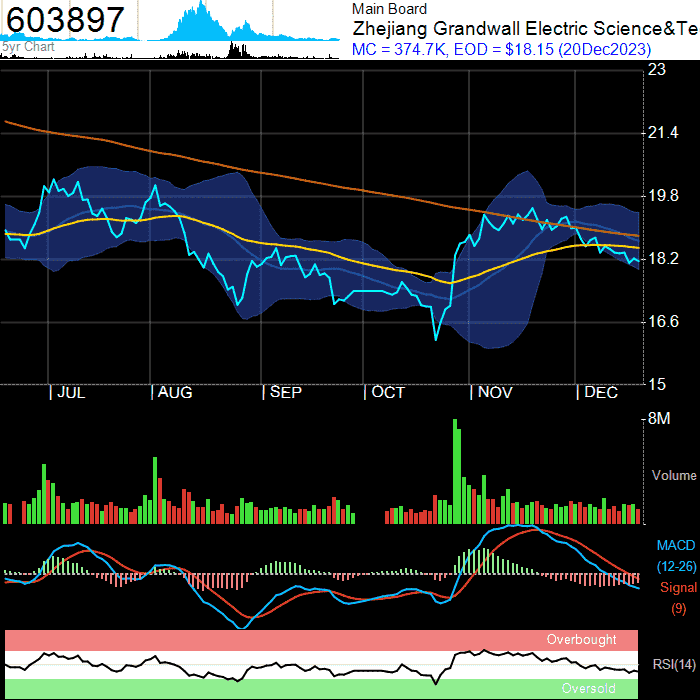 603897
5yr Chart
Main Board
Zhejiang Grandwall Electric Science&Te
MC = 374.7K, EOD = $18.15 (20Dec2023)
23
21.4
19.8
18.2
16.6
15
| JUL | AUG | SEP | OCT | NOV | DEC
8M
Volume
MACD
(12-26)
Signal
(9)
Overbought
RSI(14)
Oversold